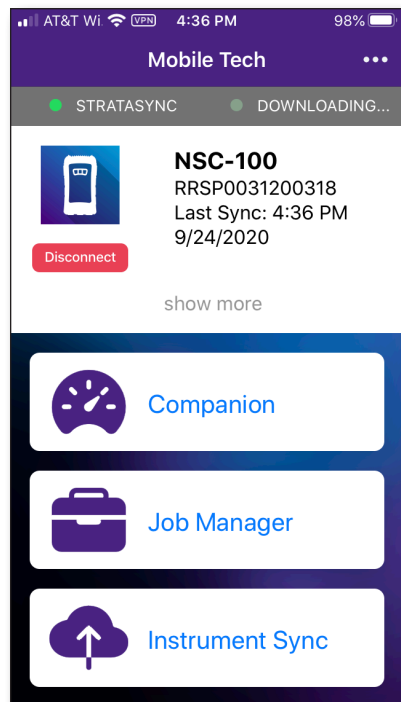 AT&T Wi. VPN 4:36 PM 98%
Mobile Tech
STRATASYNC DOWNLOADING...
NSC-100
RRSP0031200318
Last Sync: 4:36 PM
9/24/2020
Disconnect
show more
Companion
Job Manager
Instrument Sync